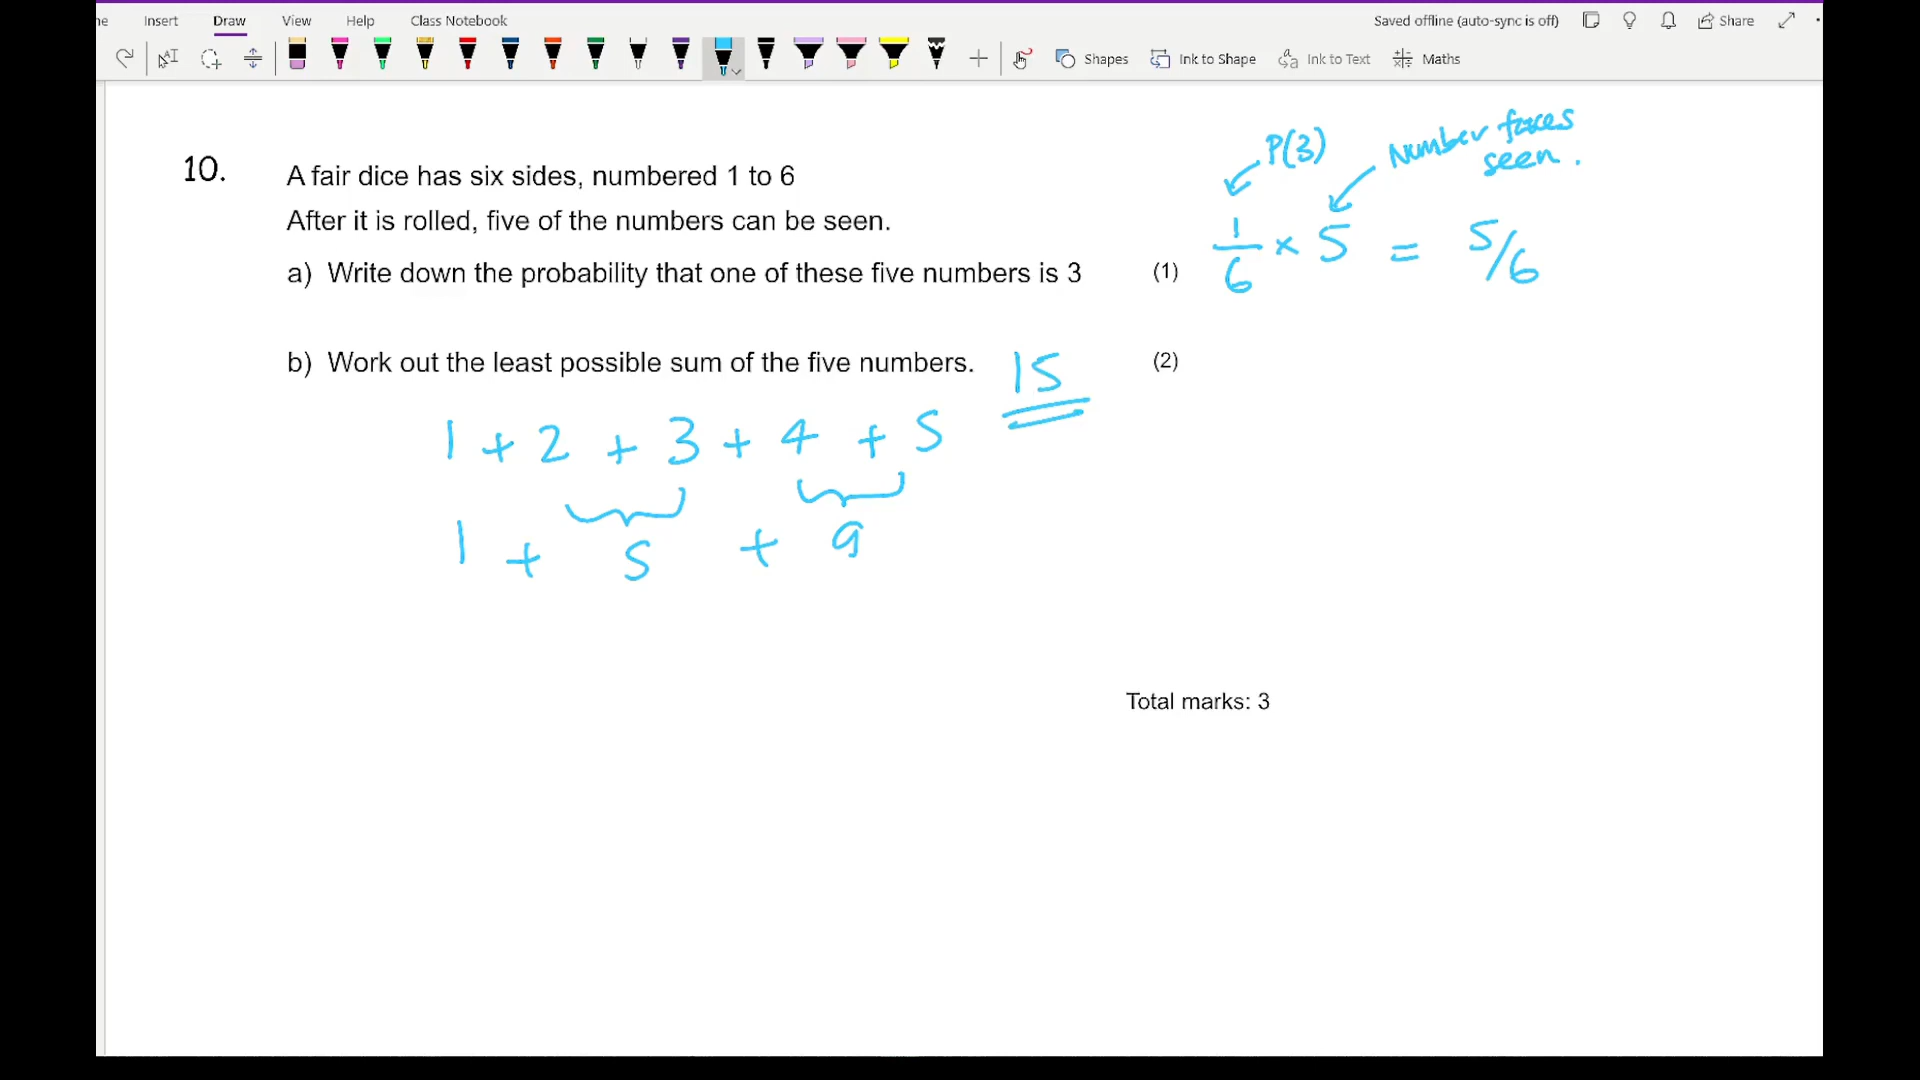 ne Insert Draw View Help Class Notebook Saved offline (auto-sync is off) Share
Shapes Ink to Shape Ink to Text Maths
P(3) Number faces
seen.
10. A fair dice has six sides, numbered 1 to 6
After it is rolled, five of the numbers can be seen.
1/6 × 5 = 5/6
a) Write down the probability that one of these five numbers is 3 (1)
b) Work out the least possible sum of the five numbers. 15 (2)
1 + 2 + 3 + 4 + 5
1 + 5 + 9
Total marks: 3